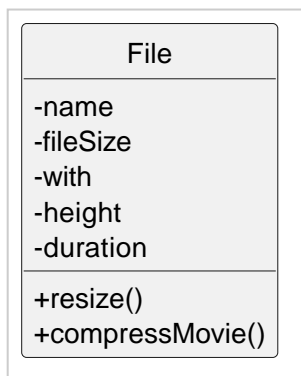 File
-name
-fileSize
-with
-height
-duration
+resize()
+compressMovie()